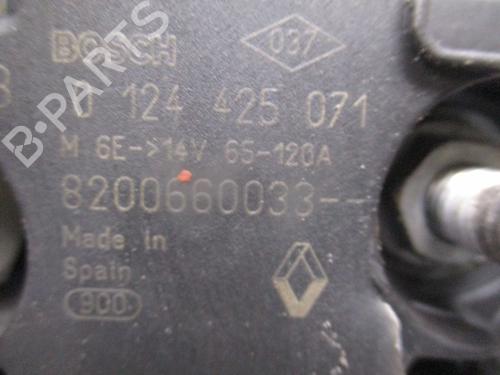 BOSCH 037
0 124 425 071
M 6E->14V 65-120A
8200660033--
Made in
Spain
900
B-PARTS